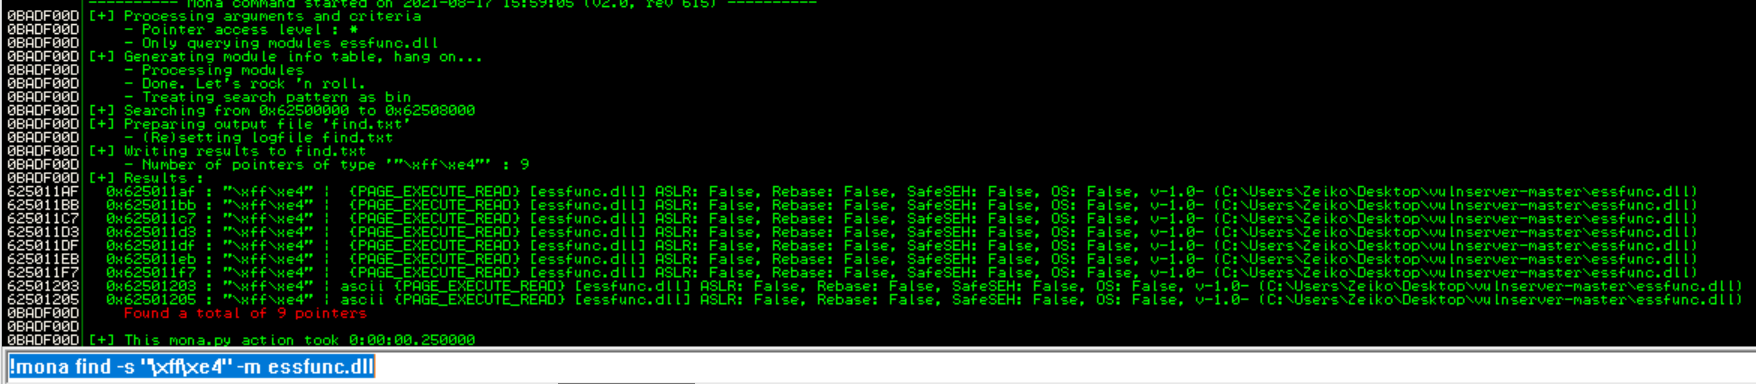 ---------- Mona command started on 2021-08-17 15:59:05 (v2.0, rev 615) ----------
0BADF00D [+] Processing arguments and criteria
0BADF00D - Pointer access level : *
0BADF00D - Only querying modules essfunc.dll
0BADF00D [+] Generating module info table, hang on...
0BADF00D - Processing modules
0BADF00D - Done. Let's rock 'n roll.
0BADF00D - Treating search pattern as bin
0BADF00D [+] Searching from 0x62500000 to 0x62508000
0BADF00D [+] Preparing output file 'find.txt'
0BADF00D - (Re)setting logfile find.txt
0BADF00D [+] Writing results to find.txt
0BADF00D - Number of pointers of type '"\xff\xe4"' : 9
0BADF00D [+] Results :
625011AF 0x625011af : "\xff\xe4" | {PAGE_EXECUTE_READ} [essfunc.dll] ASLR: False, Rebase: False, SafeSEH: False, OS: False, v-1.0- (C:\Users\Zeiko\Desktop\vulnserver-master\essfunc.dll)
625011BB 0x625011bb : "\xff\xe4" | {PAGE_EXECUTE_READ} [essfunc.dll] ASLR: False, Rebase: False, SafeSEH: False, OS: False, v-1.0- (C:\Users\Zeiko\Desktop\vulnserver-master\essfunc.dll)
625011C7 0x625011c7 : "\xff\xe4" | {PAGE_EXECUTE_READ} [essfunc.dll] ASLR: False, Rebase: False, SafeSEH: False, OS: False, v-1.0- (C:\Users\Zeiko\Desktop\vulnserver-master\essfunc.dll)
625011D3 0x625011d3 : "\xff\xe4" | {PAGE_EXECUTE_READ} [essfunc.dll] ASLR: False, Rebase: False, SafeSEH: False, OS: False, v-1.0- (C:\Users\Zeiko\Desktop\vulnserver-master\essfunc.dll)
625011DF 0x625011df : "\xff\xe4" | {PAGE_EXECUTE_READ} [essfunc.dll] ASLR: False, Rebase: False, SafeSEH: False, OS: False, v-1.0- (C:\Users\Zeiko\Desktop\vulnserver-master\essfunc.dll)
625011EB 0x625011eb : "\xff\xe4" | {PAGE_EXECUTE_READ} [essfunc.dll] ASLR: False, Rebase: False, SafeSEH: False, OS: False, v-1.0- (C:\Users\Zeiko\Desktop\vulnserver-master\essfunc.dll)
625011F7 0x625011f7 : "\xff\xe4" | {PAGE_EXECUTE_READ} [essfunc.dll] ASLR: False, Rebase: False, SafeSEH: False, OS: False, v-1.0- (C:\Users\Zeiko\Desktop\vulnserver-master\essfunc.dll)
62501203 0x62501203 : "\xff\xe4" | ascii {PAGE_EXECUTE_READ} [essfunc.dll] ASLR: False, Rebase: False, SafeSEH: False, OS: False, v-1.0- (C:\Users\Zeiko\Desktop\vulnserver-master\essfunc.dll)
62501205 0x62501205 : "\xff\xe4" | ascii {PAGE_EXECUTE_READ} [essfunc.dll] ASLR: False, Rebase: False, SafeSEH: False, OS: False, v-1.0- (C:\Users\Zeiko\Desktop\vulnserver-master\essfunc.dll)
0BADF00D Found a total of 9 pointers
0BADF00D
0BADF00D [+] This mona.py action took 0:00:00.250000
!mona find -s "\xff\xe4" -m essfunc.dll